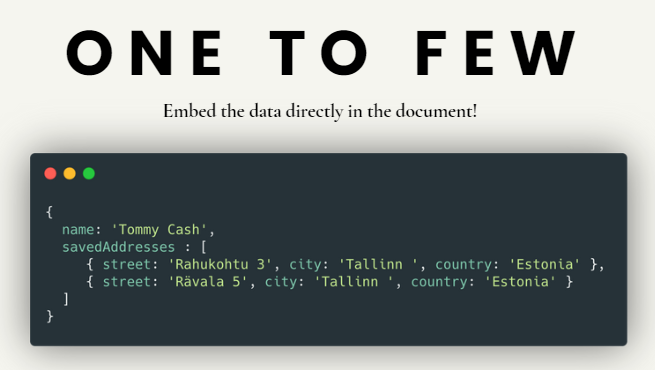 ONE TO FEW
Embed the data directly in the document!
{
  name: 'Tommy Cash',
  savedAddresses : [
     { street: 'Rahukohtu 3', city: 'Tallinn ', country: 'Estonia' },
     { street: 'Rävala 5', city: 'Tallinn ', country: 'Estonia' }
  ]
}